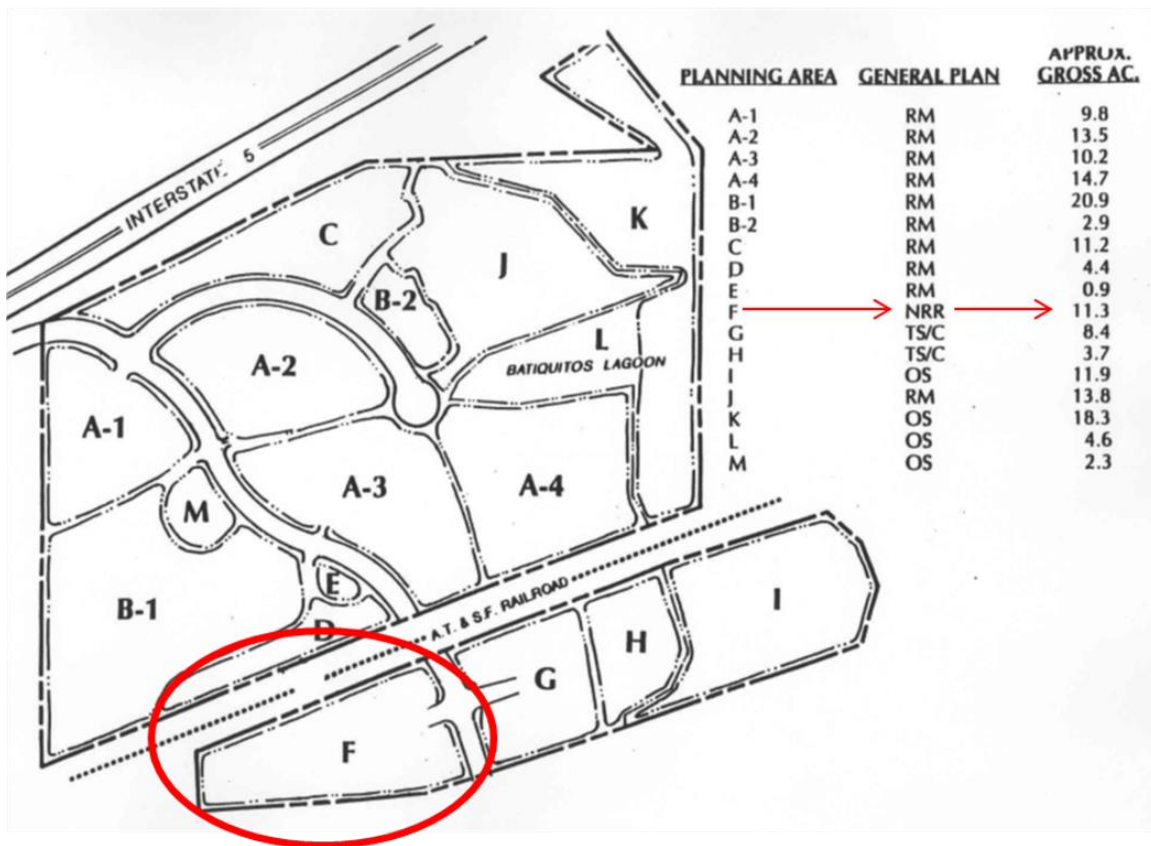 APPROX.
PLANNING AREA GENERAL PLAN GROSS AC.
A-1 RM 9.8
A-2 RM 13.5
A-3 RM 10.2
A-4 RM 14.7
B-1 RM 20.9
B-2 RM 2.9
C RM 11.2
D RM 4.4
E RM 0.9
F NRR 11.3
G TS/C 8.4
H TS/C 3.7
I OS 11.9
J RM 13.8
K OS 18.3
L OS 4.6
M OS 2.3
INTERSTATE 5
C
K
J
B-2
L
BATIQUITOS LAGOON
A-2
A-1
A-3
A-4
M
E
B-1
D
A.T. & S.F. RAILROAD
I
H
G
F